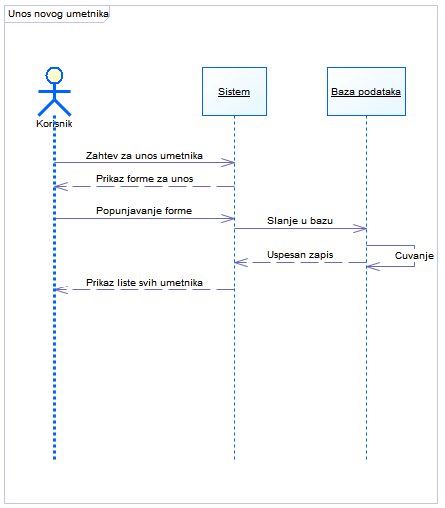 Unos novog umetnika
Korisnik
Sistem
Baza podataka
Zahtev za unos umetnika
Prikaz forme za unos
Popunjavanje forme
Slanje u bazu
Cuvanje
Uspesan zapis
Prikaz liste svih umetnika